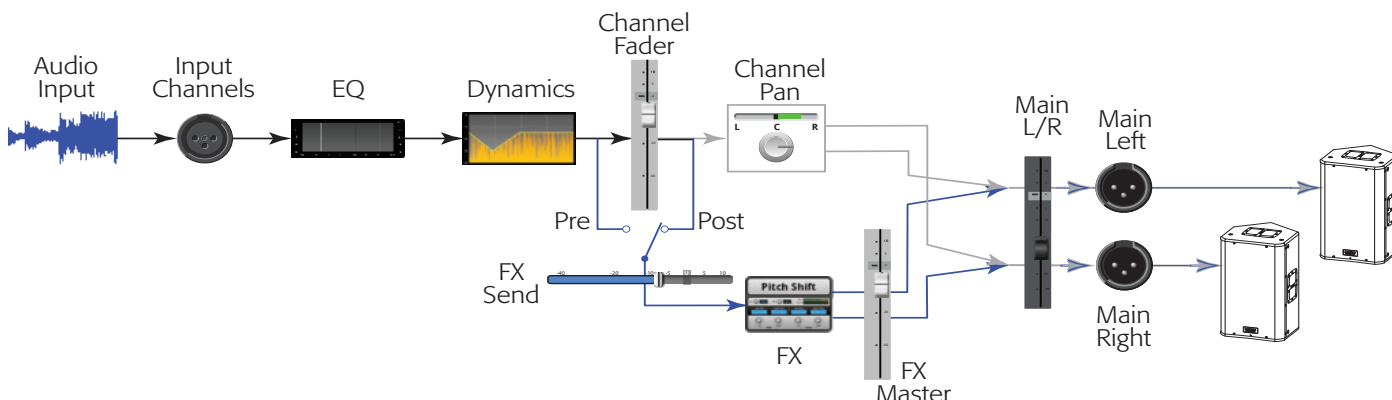 Audio
Input
Input
Channels
EQ
Dynamics
Channel
Fader
Channel
Pan
L C R
Main
L/R
Main
Left
Pre
Post
FX
Send
-40 -20 -10 -5 5 10
Pitch Shift
FX
FX
Master
Main
Right